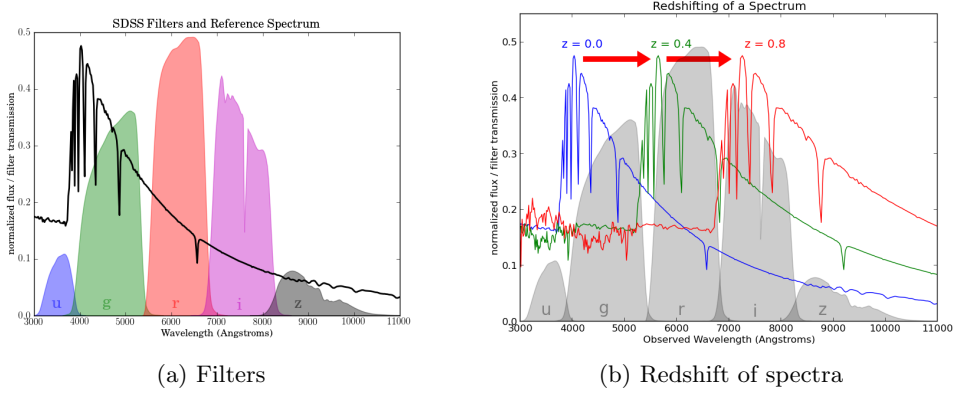 SDSS Filters and Reference Spectrum
normalized flux / filter transmission
0.5
0.4
0.3
0.2
0.1
0.0
u
g
r
i
z
3000 4000 5000 6000 7000 8000 9000 10000 11000
Wavelength (Angstroms)
(a) Filters
Redshifting of a Spectrum
normalized flux / filter transmission
0.5
0.4
0.3
0.2
0.1
0.0
z = 0.0
z = 0.4
z = 0.8
u
g
r
i
z
3000 4000 5000 6000 7000 8000 9000 10000 11000
Observed Wavelength (Angstroms)
(b) Redshift of spectra